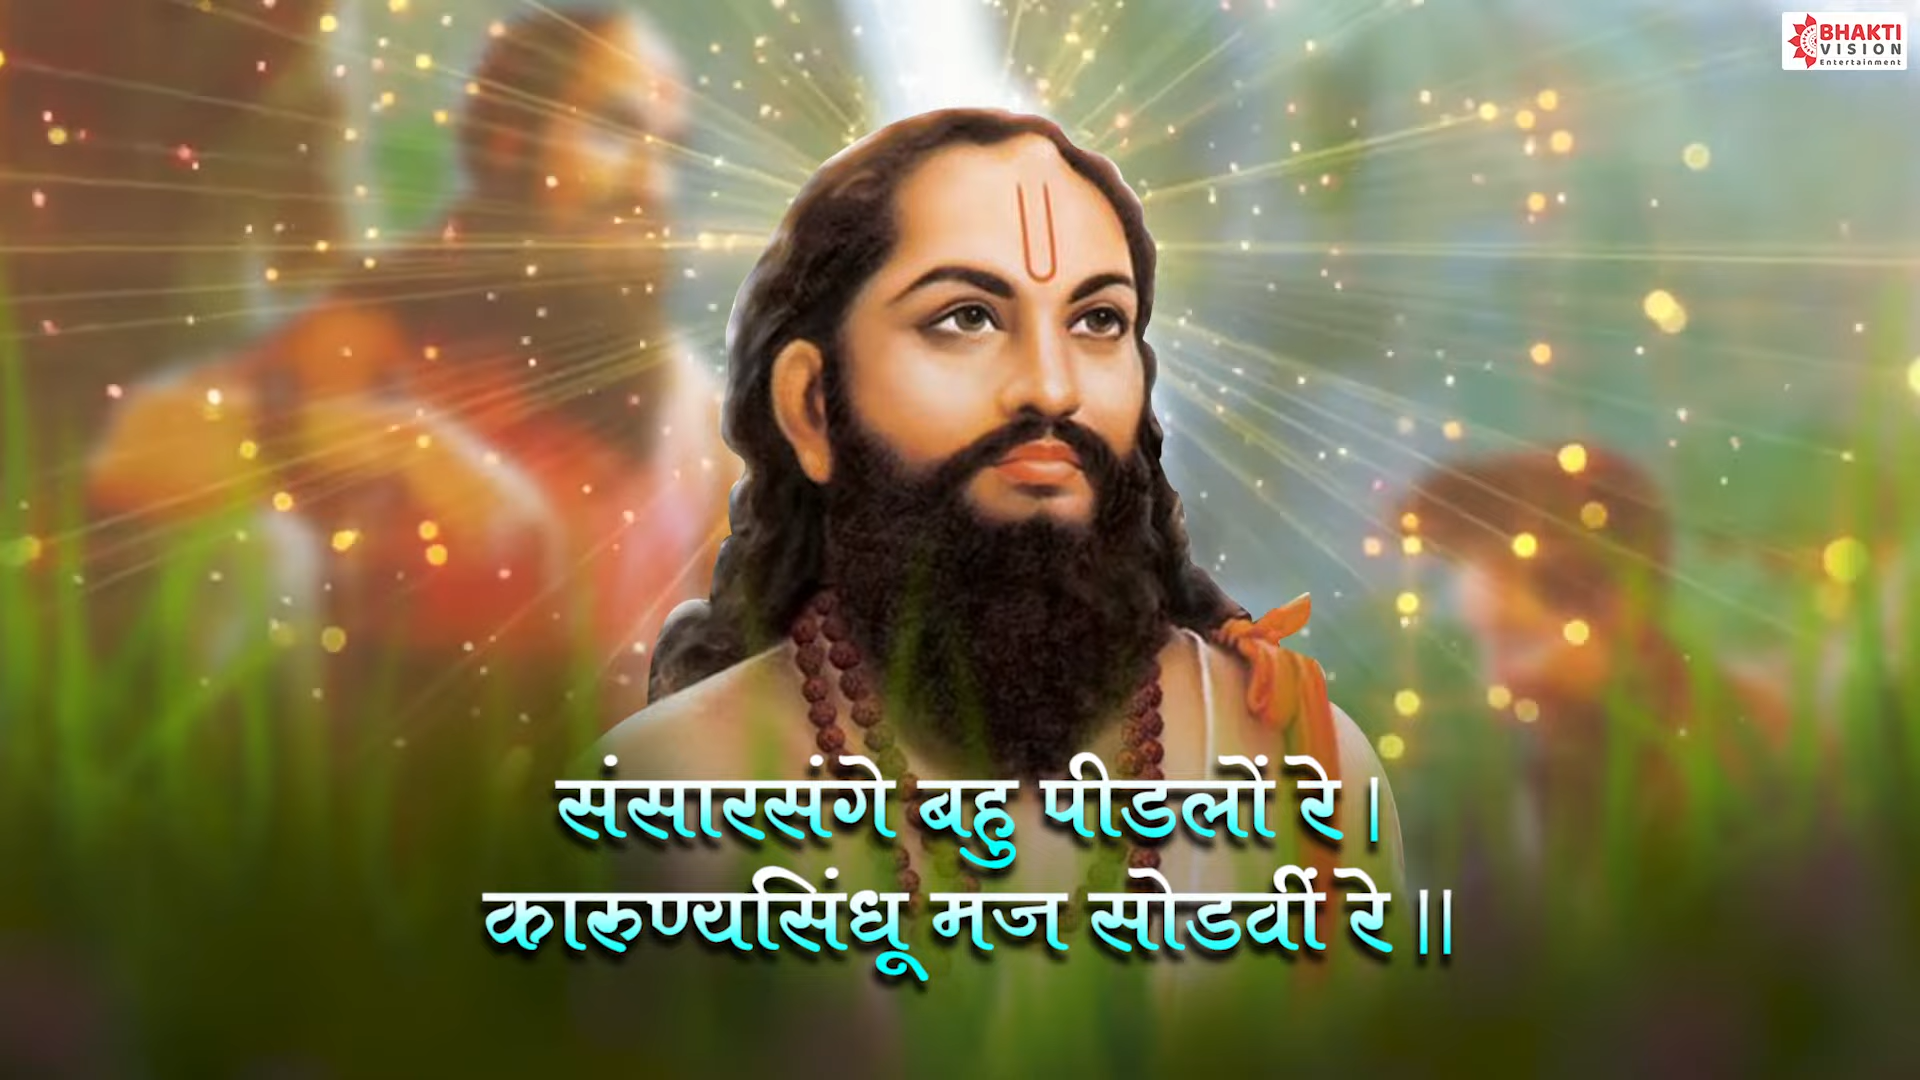 BHAKTI
VISION
Entertainment
संसारसंगे बहु पीडलों रे।
कारुण्यसिंधू मज सोडवीं रे॥